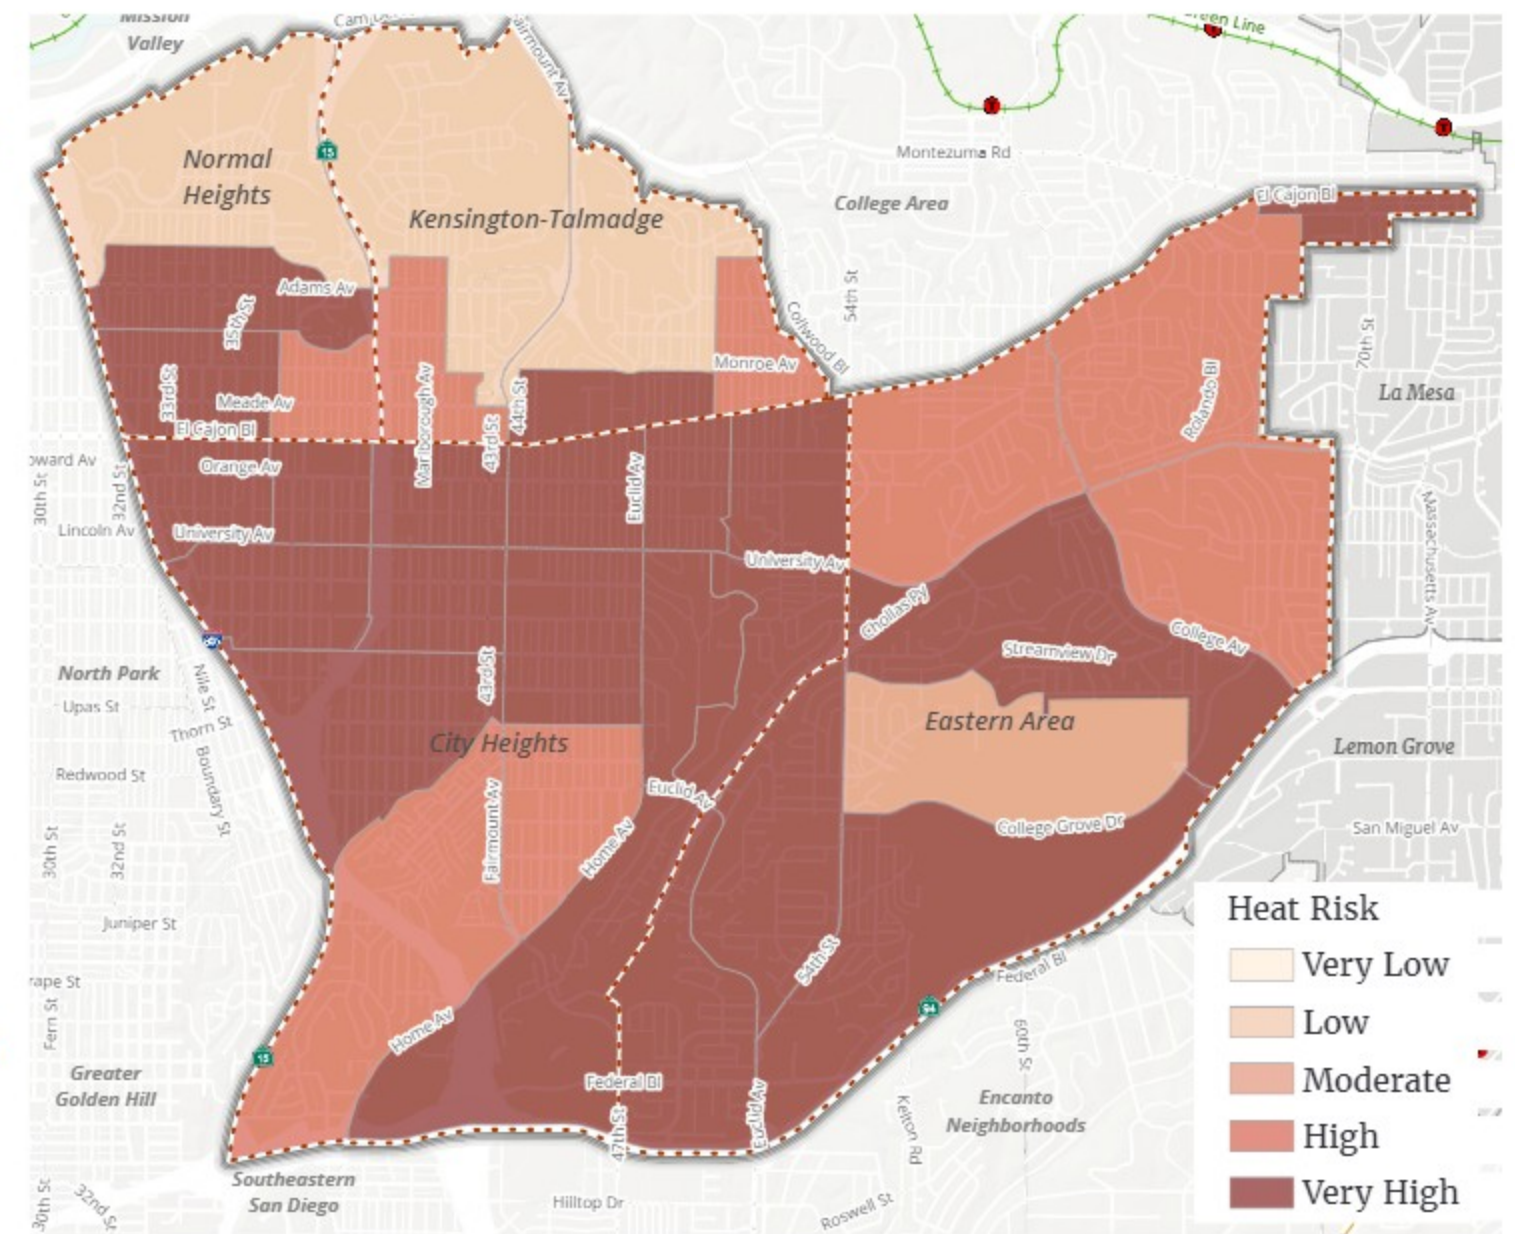 Mission
Valley
Fairmount Av
Green Line
15
Normal
Heights
Kensington-Talmadge
Montezuma Rd
College Area
El Cajon Bl
Adams Av
35th St
54th St
Collwood Bl
70th St
Monroe Av
La Mesa
33rd St
Meade Av
Marlborough Av
44th St
Rolando Bl
El Cajon Bl
43rd St
Orange Av
30th St
32nd St
Euclid Av
Lincoln Av
University Av
University Av
Massachusetts Av
Chollas Py
College Av
Streamview Dr
North Park
Nile St
43rd St
Upas St
Thorn St
City Heights
Eastern Area
Lemon Grove
Redwood St
Boundary St
Euclid Av
30th St
32nd St
Fairmount Av
Home Av
College Grove Dr
San Miguel Av
Juniper St
54th St
Federal Bl
Fern St
Home Av
94
60th St
15
Greater
Golden Hill
Federal Bl
47th St
Euclid Av
Kelton Rd
Encanto
Neighborhoods
Southeastern
San Diego
30th St
32nd St
Hilltop Dr
Roswell St
Heat Risk
Very Low
Low
Moderate
High
Very High